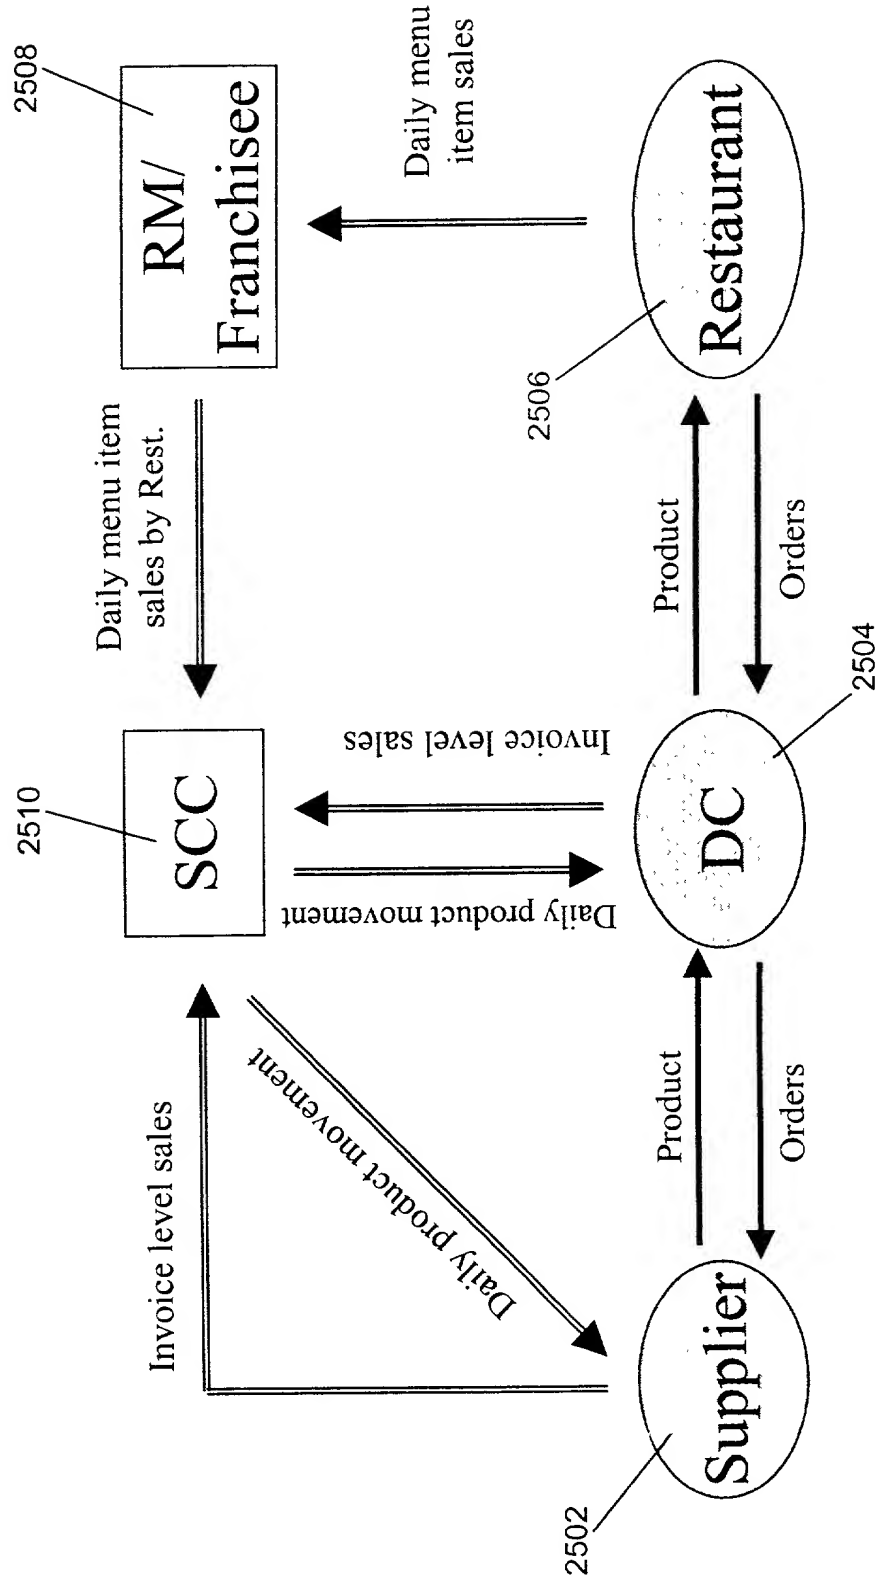 2510
2508
SCC
Daily menu item
sales by Rest.
RM/
Franchisee
Invoice level sales
Daily product movement
Daily product movement
Invoice level sales
Daily menu
item sales
2506
2502
Supplier
Product
Orders
DC
2504
Product
Orders
Restaurant